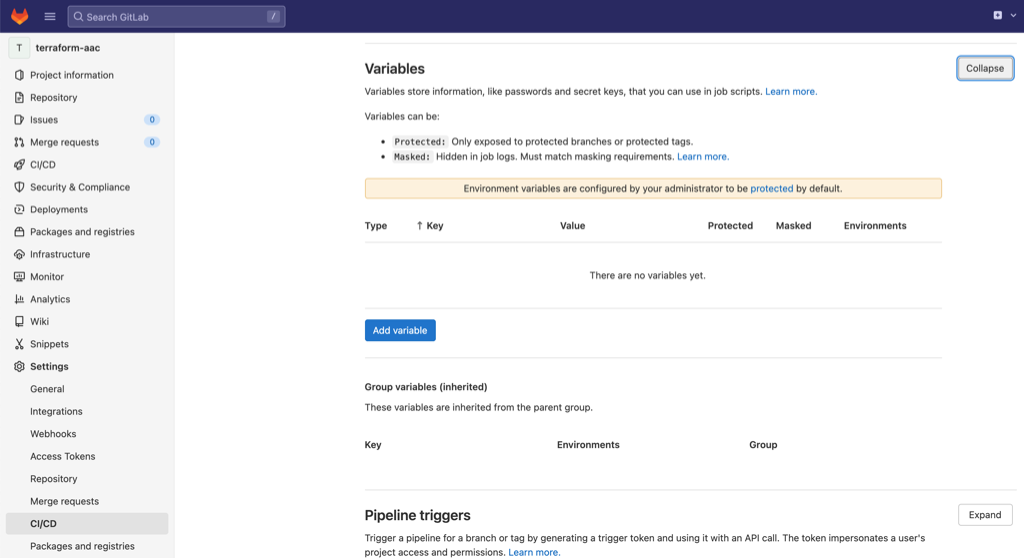 Search GitLab /
T terraform-aac
Project information
Repository
Issues 0
Merge requests 0
CI/CD
Security & Compliance
Deployments
Packages and registries
Infrastructure
Monitor
Analytics
Wiki
Snippets
Settings
General
Integrations
Webhooks
Access Tokens
Repository
Merge requests
CI/CD
Packages and registries
Variables
Collapse
Variables store information, like passwords and secret keys, that you can use in job scripts. Learn more.
Variables can be:
• Protected: Only exposed to protected branches or protected tags.
• Masked: Hidden in job logs. Must match masking requirements. Learn more.
Environment variables are configured by your administrator to be protected by default.
Type ↑ Key Value Protected Masked Environments
There are no variables yet.
Add variable
Group variables (inherited)
These variables are inherited from the parent group.
Key Environments Group
Pipeline triggers
Expand
Trigger a pipeline for a branch or tag by generating a trigger token and using it with an API call. The token impersonates a user's
project access and permissions. Learn more.